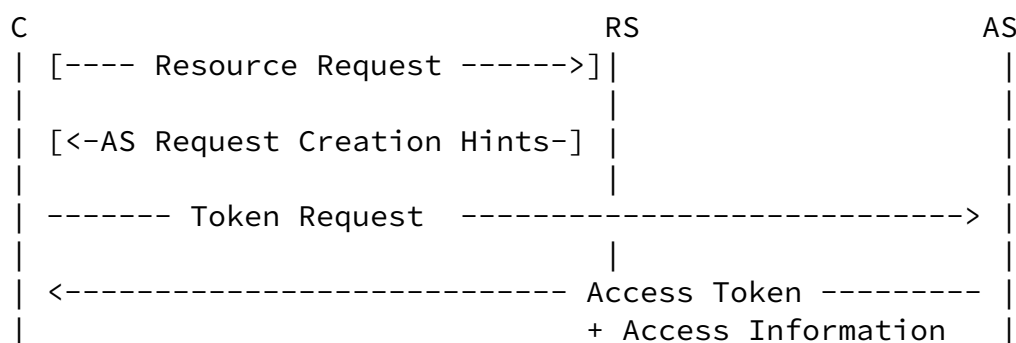 C                                      RS                       AS
| [---- Resource Request ------>]|                          |
|                                |                          |
| [<-AS Request Creation Hints-] |                          |
|                                |                          |
| ------- Token Request  ----------------------------> |
|                                |                          |
| <---------------------------- Access Token --------- |
|                               + Access Information   |